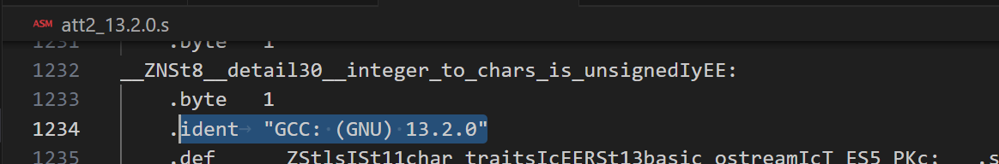 ASM att2_13.2.0.s
1231 .byte 1
1232 __ZNSt8__detail30__integer_to_chars_is_unsignedIyEE:
1233 .byte 1
1234 .ident→ "GCC:·(GNU)·13.2.0"
1235 .def __ZStlsISt11char_traitsIcEERSt13basic_ostreamIcT_ES5_PKc; .s